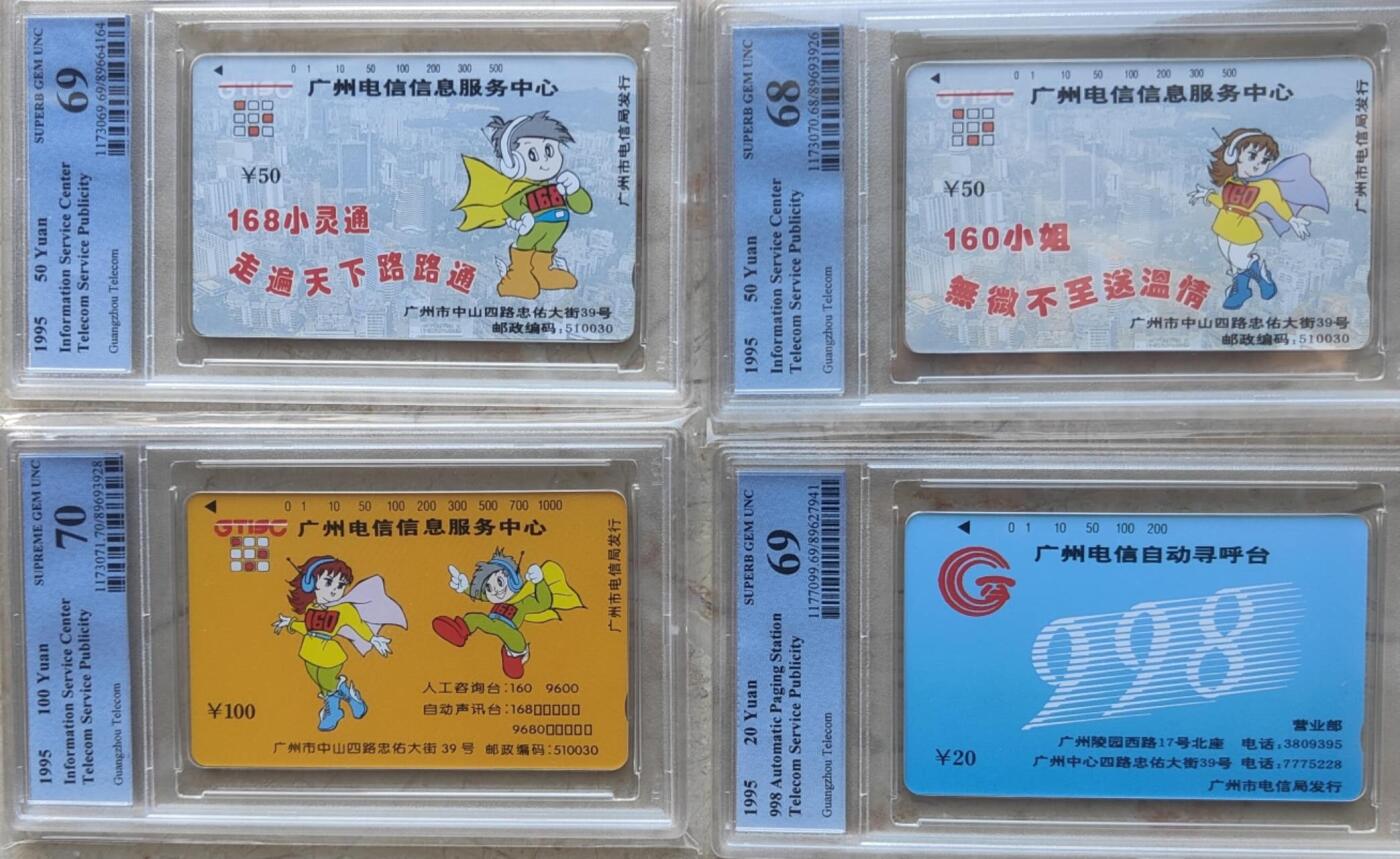 SUPERB GEM UNC
69
1173069.69/89664164
1995 50 Yuan
Information Service Center
Telecom Service Publicity
Guangzhou Telecom
0 1 10 50 100 200 300 500
GTISC
广州电信信息服务中心
¥50
168
168小灵通
走遍天下路路通
广州市中山四路忠佑大街39号
邮政编码:510030
广州市电信局发行
SUPERB GEM UNC
68
1173070.68/89693926
1995 50 Yuan
Information Service Center
Telecom Service Publicity
Guangzhou Telecom
0 1 10 50 100 200 300 500
GTISC
广州电信信息服务中心
¥50
160
160小姐
無微不至送溫情
广州市中山四路忠佑大街39号
邮政编码:510030
广州市电信局发行
SUPREME GEM UNC
70
1173071.70/89693928
1995 100 Yuan
Information Service Center
Telecom Service Publicity
Guangzhou Telecom
0 1 10 50 100 200 300 500 700 1000
GTISC
广州电信信息服务中心
160
168
人工咨询台:160 9600
自动声讯台:168□□□□□
9680□□□□□
¥100
广州市中山四路忠佑大街 39 号 邮政编码:510030
广州市电信局发行
SUPERB GEM UNC
69
1177099.69/89627941
1995 20 Yuan
998 Automatic Paging Station
Telecom Service Publicity
Guangzhou Telecom
0 1 10 50 100 200
广州电信自动寻呼台
998
营业部
广州陵园西路17号北座 电话:3809395
¥20
广州中心四路忠佑大街39号 电话:7775228
广州市电信局发行